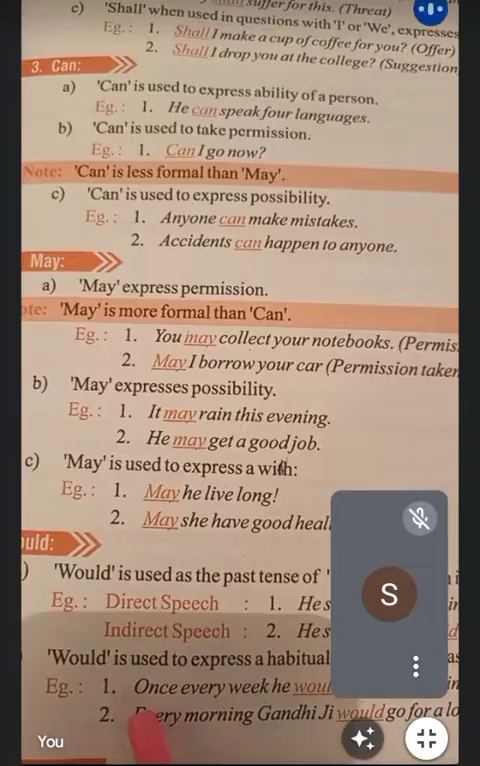 c) 'Shall' when used in questions with 'I' or 'We', expresses
suffer for this. (Threat)
Eg. : 1. Shall I make a cup of coffee for you? (Offer)
2. Shall I drop you at the college? (Suggestion
3. Can:
a) 'Can' is used to express ability of a person.
Eg. : 1. He can speak four languages.
b) 'Can' is used to take permission.
Eg. : 1. Can I go now?
Note: 'Can' is less formal than 'May'.
c) 'Can' is used to express possibility.
Eg. : 1. Anyone can make mistakes.
2. Accidents can happen to anyone.
May:
a) 'May' express permission.
ote: 'May' is more formal than 'Can'.
Eg. : 1. You may collect your notebooks. (Permis
2. May I borrow your car (Permission taken
b) 'May' expresses possibility.
Eg. : 1. It may rain this evening.
2. He may get a good job.
c) 'May' is used to express a with:
Eg. : 1. May he live long!
2. May she have good heal
uld:
) 'Would' is used as the past tense of '
Eg. : Direct Speech : 1. He s
Indirect Speech : 2. He s
'Would' is used to express a habitual
Eg. : 1. Once every week he woul
2. Every morning Gandhi Ji would go for a lo
S
You